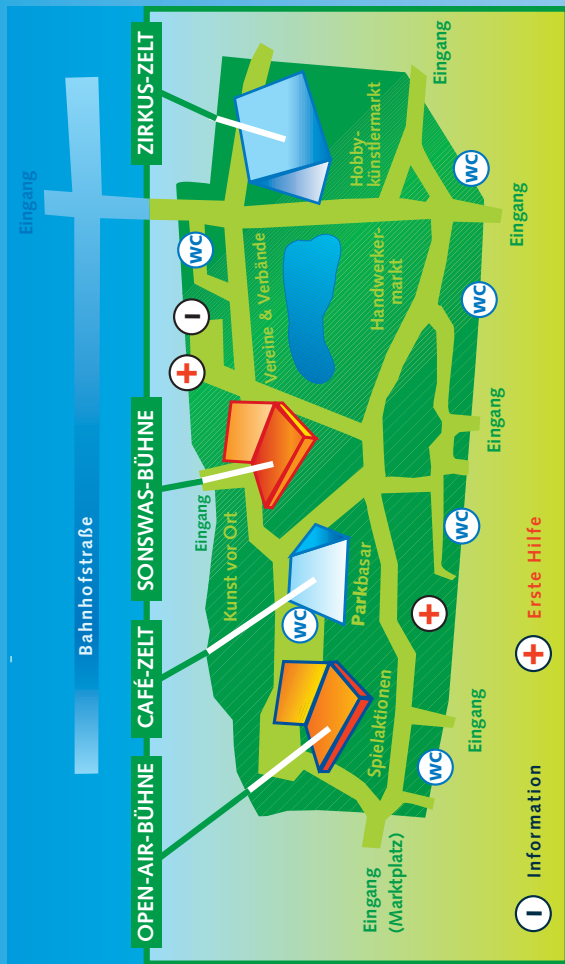 Eingang
Bahnhofstraße
OPEN-AIR-BÜHNE
CAFÉ-ZELT
SONSWAS-BÜHNE
ZIRKUS-ZELT
I
WC
Eingang
Kunst vor Ort
Vereine & Verbände
WC
Hobby-
künstlermarkt
Parkbasar
Spielaktionen
Handwerker-
markt
Eingang
(Marktplatz)
Eingang
WC
WC
WC
WC
Eingang
Eingang
Eingang
I Information
Erste Hilfe